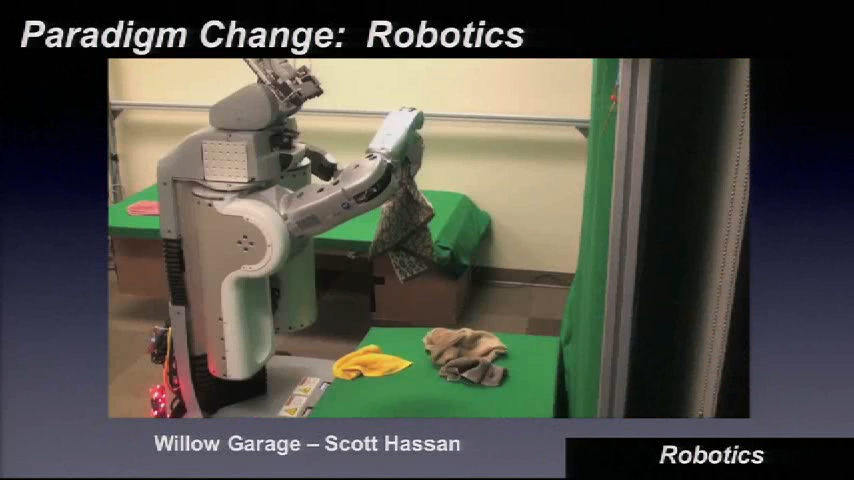 Paradigm Change: Robotics
Willow Garage – Scott Hassan
Robotics